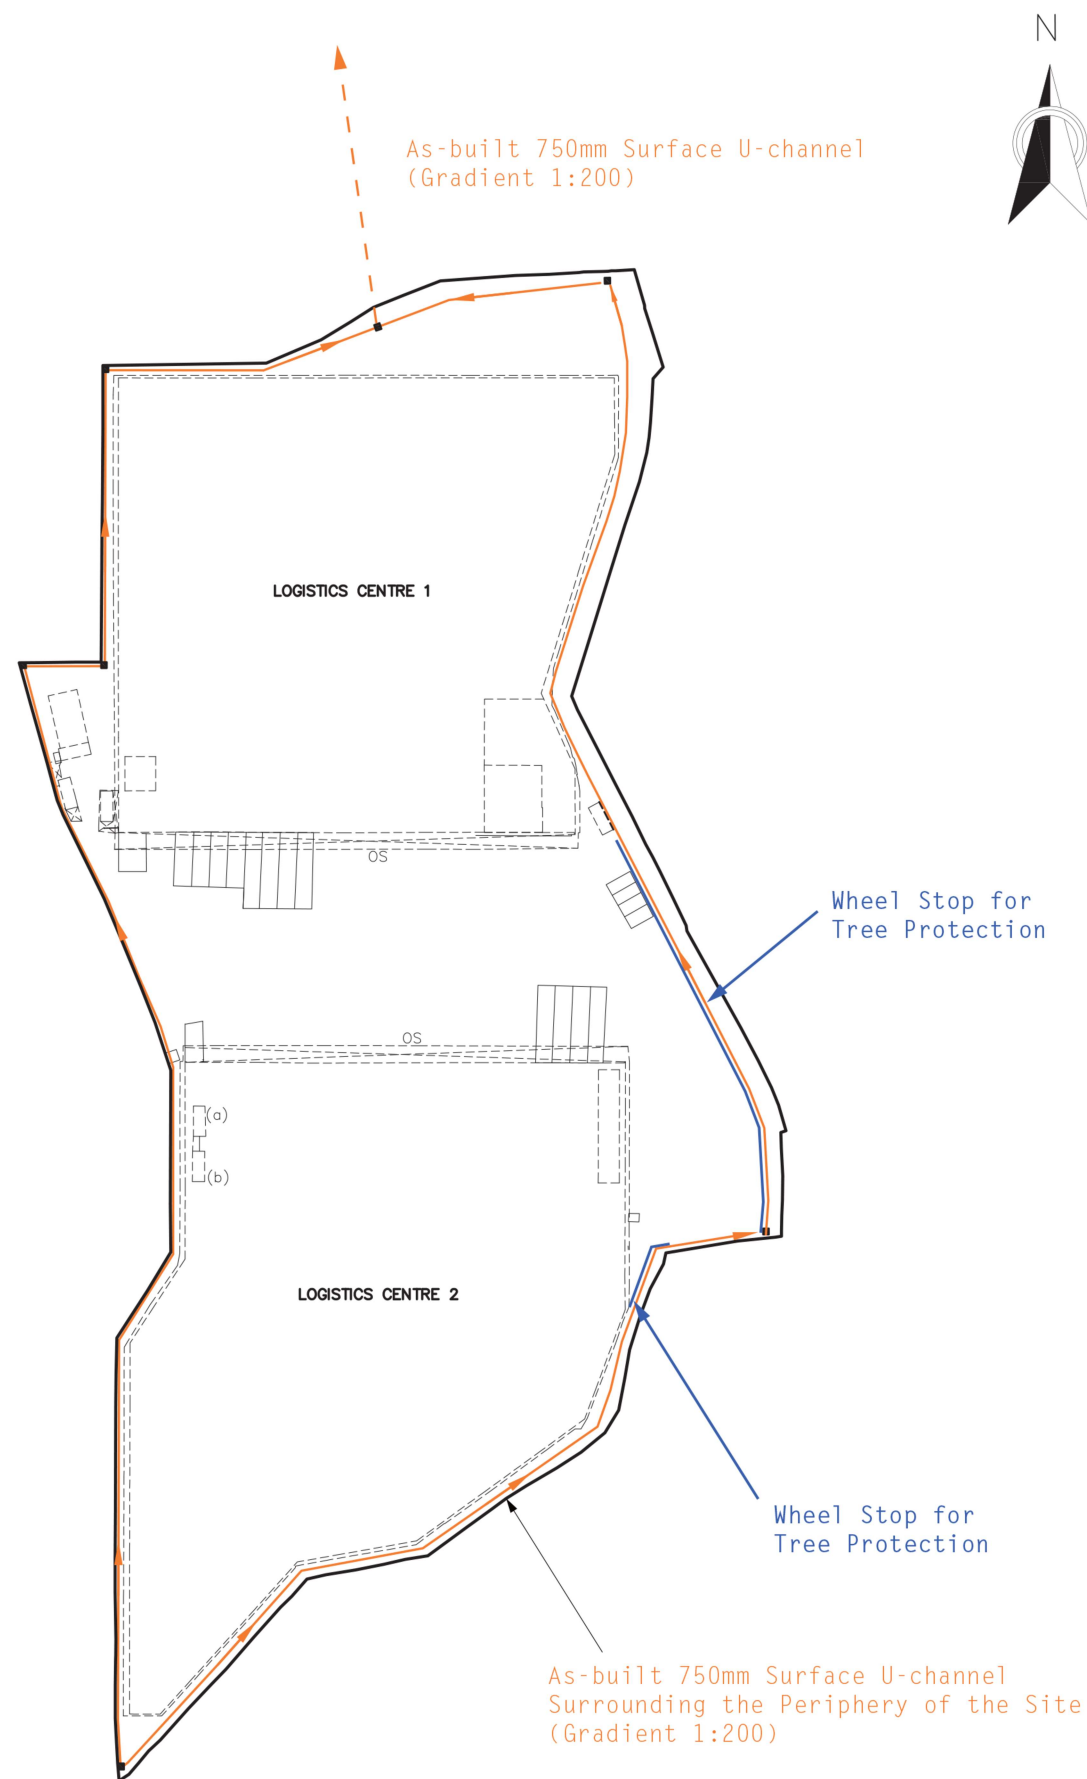 N
As-built 750mm Surface U-channel
(Gradient 1:200)
LOGISTICS CENTRE 1
OS
Wheel Stop for
Tree Protection
OS
(a)
(b)
LOGISTICS CENTRE 2
Wheel Stop for
Tree Protection
As-built 750mm Surface U-channel
Surrounding the Periphery of the Site
(Gradient 1:200)